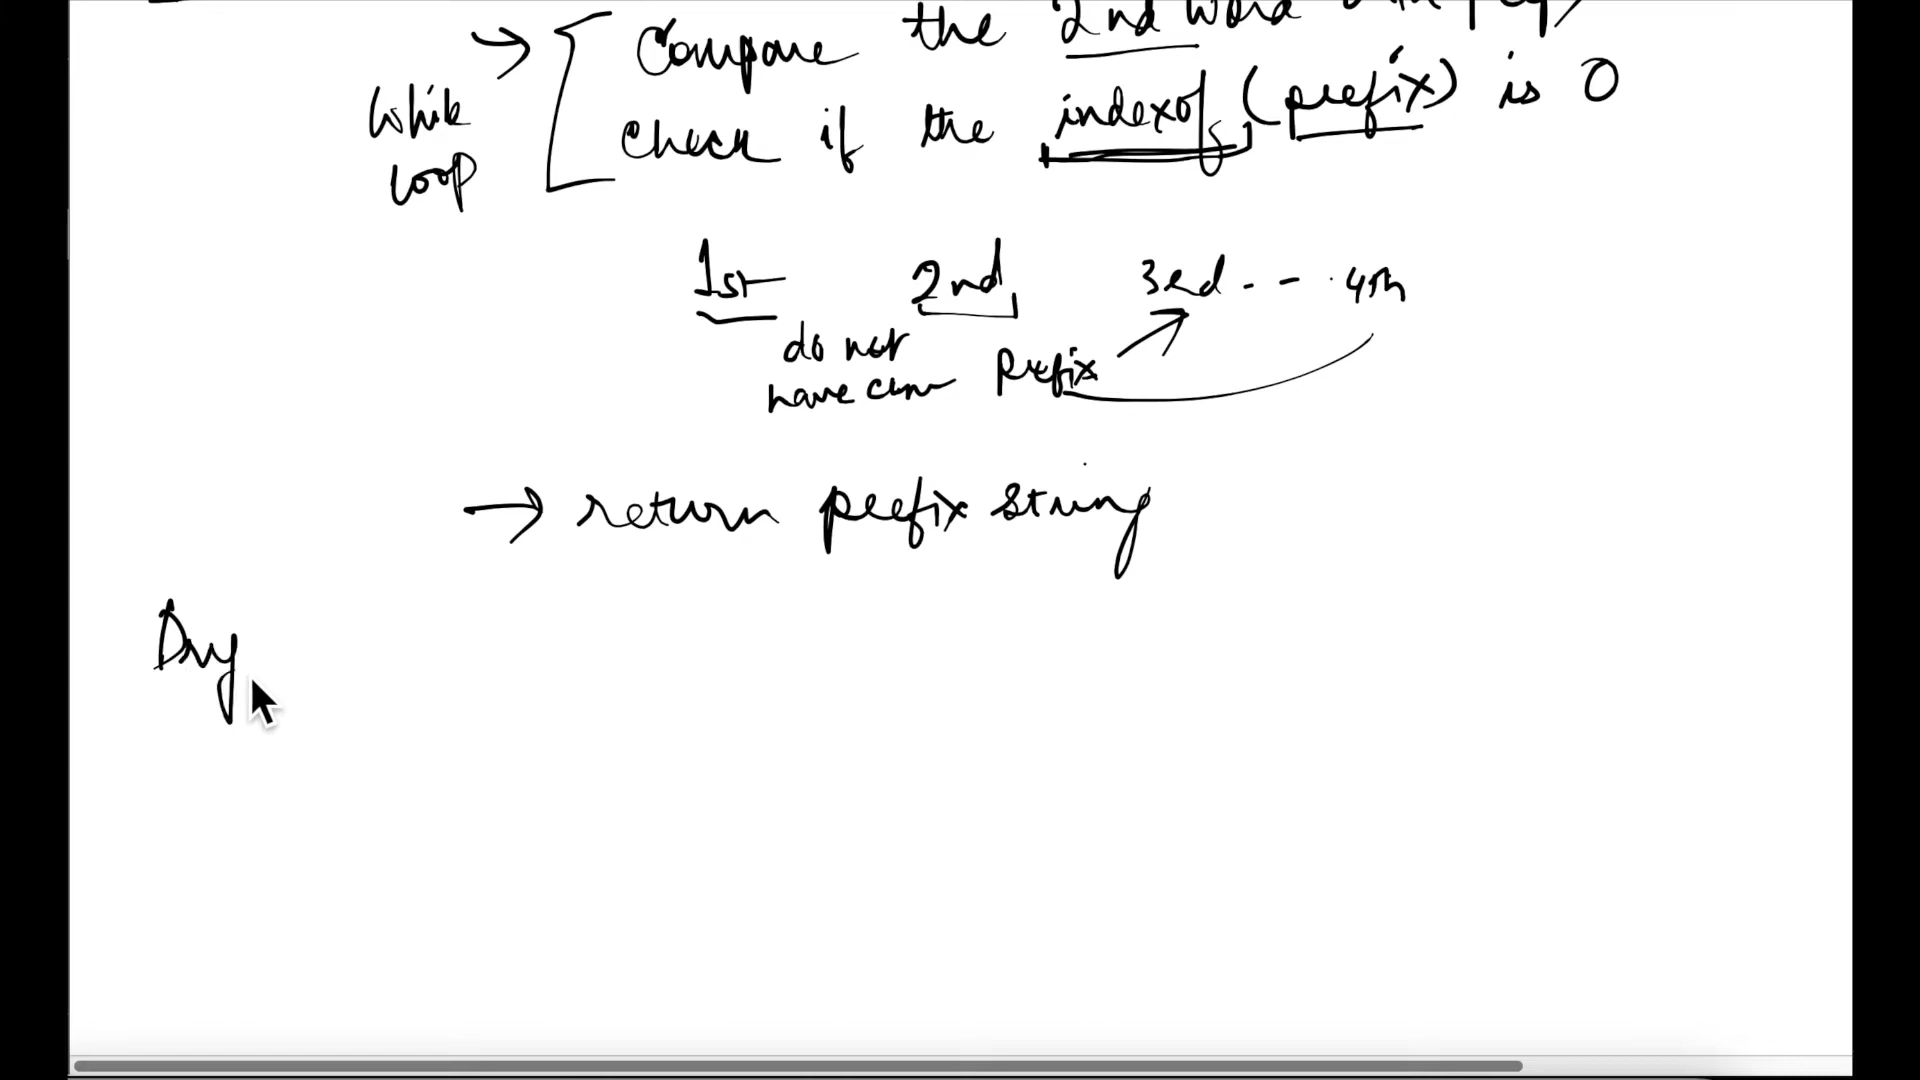 → Compare the 2nd word
check if the indexof (prefix) is 0
While
loop
1st 2nd 3rd - - . 4th
do not
have
Prefix
→ return prefix string
Dry